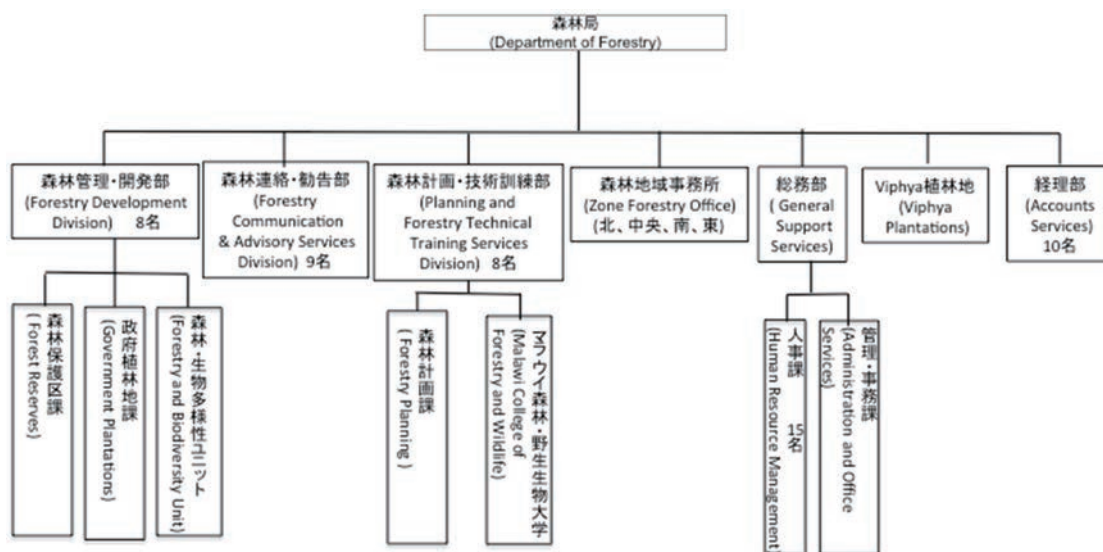 森林局
(Department of Forestry)
森林管理・開発部
(Forestry Development
Division) 8名
森林連絡・勧告部
(Forestry
Communication
& Advisory Services
Division) 9名
森林計画・技術訓練部
(Planning and
Forestry Technical
Training Services
Division) 8名
森林地域事務所
(Zone Forestry Office)
(北、中央、南、東)
総務部
( General
Support
Services)
Viphya植林地
(Viphya
Plantations)
経理部
(Accounts
Services)
10名
森林保護区課
( Forest Reserves)
政府植林地課
(Government Plantations)
森林・生物多様性ユニット
(Forestry and Biodiversity Unit)
森林計画課
( Forestry Planning )
マラウイ森林・野生生物大学
(Malawi College of
Forestry and Wildlife)
人事課 15名
(Human Resource Management)
管理・事務課
(Administration and Office
Services)